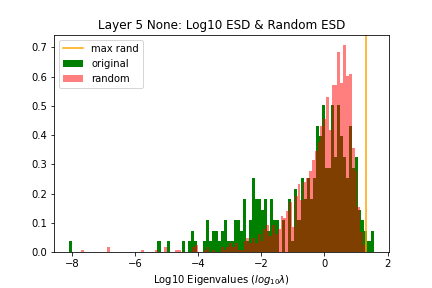 Layer 5 None: Log10 ESD & Random ESD
max rand
original
random
0.7
0.6
0.5
0.4
0.3
0.2
0.1
0.0
−8 −6 −4 −2 0 2
Log10 Eigenvalues (log₁₀λ)